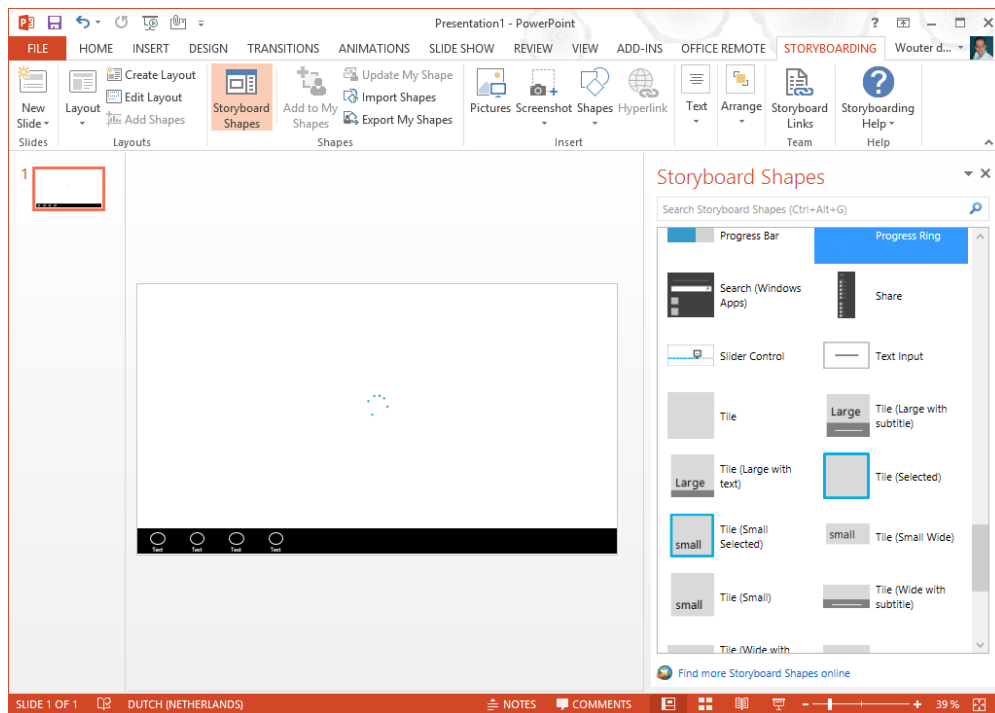 Presentation1 - PowerPoint
FILE HOME INSERT DESIGN TRANSITIONS ANIMATIONS SLIDE SHOW REVIEW VIEW ADD-INS OFFICE REMOTE STORYBOARDING Wouter d...
New Slide
Layout
Create Layout
Edit Layout
Add Shapes
Storyboard Shapes
Add to My Shapes
Update My Shape
Import Shapes
Export My Shapes
Pictures Screenshot Shapes Hyperlink
Text
Arrange
Storyboard Links
Storyboarding Help
Slides Layouts Shapes Insert Team Help
1
Text Text Text Text
Storyboard Shapes
Search Storyboard Shapes (Ctrl+Alt+G)
Progress Bar
Progress Ring
Search (Windows Apps)
Share
Slider Control
Text Input
Tile
Large
Tile (Large with subtitle)
Large
Tile (Large with text)
Tile (Selected)
small
Tile (Small Selected)
small
Tile (Small Wide)
small
Tile (Small)
Tile (Wide with subtitle)
Tile (Wide with
Find more Storyboard Shapes online
SLIDE 1 OF 1 DUTCH (NETHERLANDS) NOTES COMMENTS 39 %